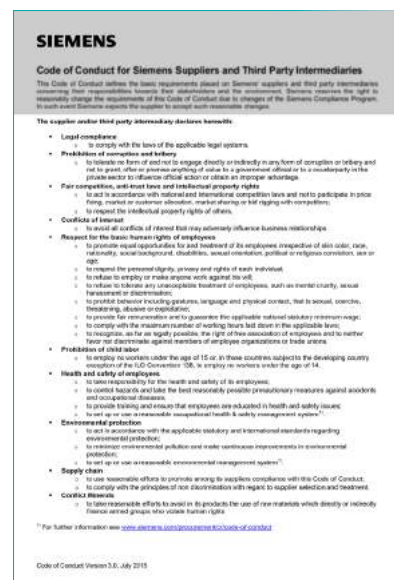 SIEMENS
Code of Conduct for Siemens Suppliers and Third Party Intermediaries
This Code of Conduct defines the basic requirements placed on Siemens' suppliers and third party intermediaries
concerning their responsibilities towards their stakeholders and the environment. Siemens reserves the right to
reasonably change the requirements of this Code of Conduct due to changes of the Siemens Compliance Program.
In such event Siemens expects the supplier to accept such reasonable changes.
The supplier and/or third party intermediary declares herewith:
• Legal compliance
o to comply with the laws of the applicable legal systems.
• Prohibition of corruption and bribery
o to tolerate no form of and not to engage directly or indirectly in any form of corruption or bribery and
not to grant, offer or promise anything of value to a government official or to a counterparty in the
private sector to influence official action or obtain an improper advantage.
• Fair competition, anti-trust laws and intellectual property rights
o to act in accordance with national and international competition laws and not to participate in price
fixing, market or customer allocation, market sharing or bid rigging with competitors;
o to respect the intellectual property rights of others.
• Conflicts of interest
o to avoid all conflicts of interest that may adversely influence business relationships.
• Respect for the basic human rights of employees
o to promote equal opportunities for and treatment of its employees irrespective of skin color, race,
nationality, social background, disabilities, sexual orientation, political or religious conviction, sex or
age;
o to respect the personal dignity, privacy and rights of each individual;
o to refuse to employ or make anyone work against his will;
o to refuse to tolerate any unacceptable treatment of employees, such as mental cruelty, sexual
harassment or discrimination;
o to prohibit behavior including gestures, language and physical contact, that is sexual, coercive,
threatening, abusive or exploitative;
o to provide fair remuneration and to guarantee the applicable national statutory minimum wage;
o to comply with the maximum number of working hours laid down in the applicable laws;
o to recognize, as far as legally possible, the right of free association of employees and to neither
favor nor discriminate against members of employee organizations or trade unions.
• Prohibition of child labor
o to employ no workers under the age of 15 or, in those countries subject to the developing country
exception of the ILO Convention 138, to employ no workers under the age of 14.
• Health and safety of employees
o to take responsibility for the health and safety of its employees;
o to control hazards and take the best reasonably possible precautionary measures against accidents
and occupational diseases;
o to provide training and ensure that employees are educated in health and safety issues;
o to set up or use a reasonable occupational health & safety management system¹⁾.
• Environmental protection
o to act in accordance with the applicable statutory and international standards regarding
environmental protection;
o to minimize environmental pollution and make continuous improvements in environmental
protection;
o to set up or use a reasonable environmental management system¹⁾.
• Supply chain
o to use reasonable efforts to promote among its suppliers compliance with this Code of Conduct;
o to comply with the principles of non discrimination with regard to supplier selection and treatment.
• Conflict Minerals
o to take reasonable efforts to avoid in its products the use of raw materials which directly or indirectly
finance armed groups who violate human rights
¹⁾ For further information see www.siemens.com/procurement/cr/code-of-conduct
Code of Conduct Version 3.0, July 2015